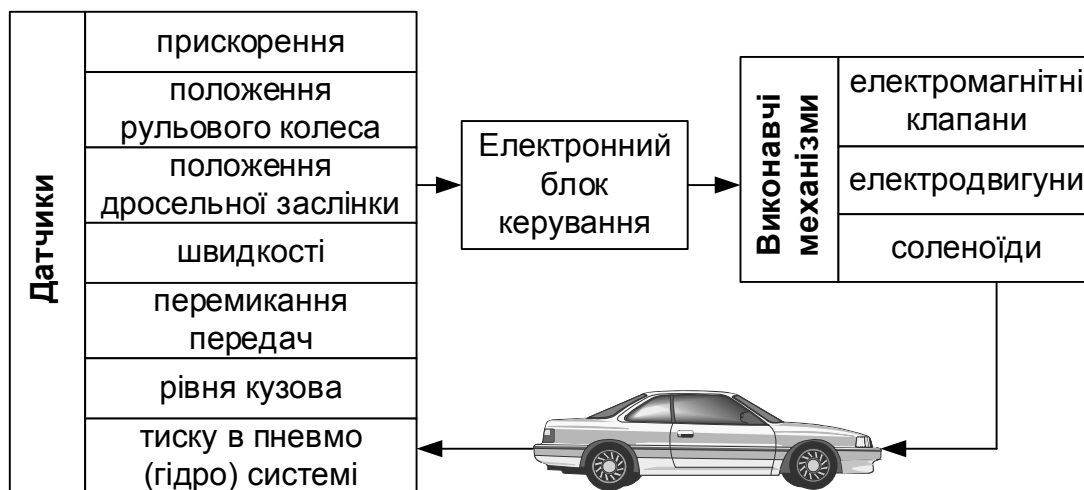 Датчики
прискорення
положення
рульового колеса
положення
дросельної заслінки
швидкості
перемикання
передач
рівня кузова
тиску в пневмо
(гідро) системі
Електронний
блок
керування
Виконавчі
механізми
електромагнітні
клапани
електродвигуни
соленоїди